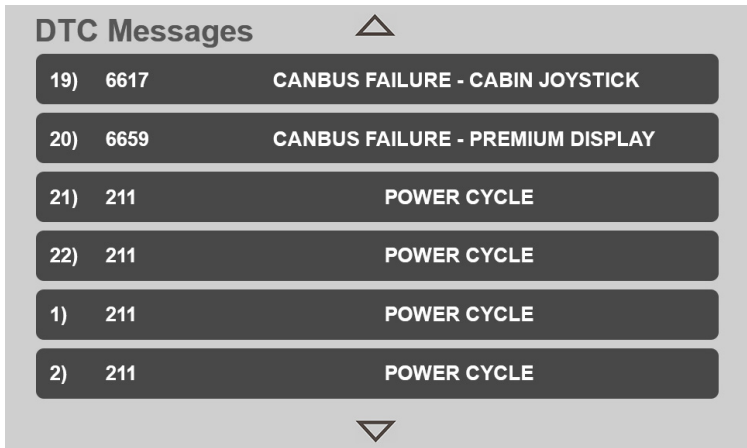 DTC Messages
19) 6617 CANBUS FAILURE - CABIN JOYSTICK
20) 6659 CANBUS FAILURE - PREMIUM DISPLAY
21) 211 POWER CYCLE
22) 211 POWER CYCLE
1) 211 POWER CYCLE
2) 211 POWER CYCLE